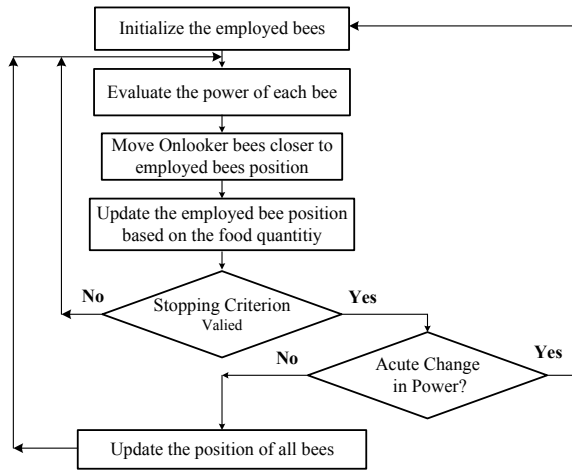 Initialize the employed bees
Evaluate the power of each bee
Move Onlooker bees closer to
employed bees position
Update the employed bee position
based on the food quantitiy
No
Stopping Criterion
Valied
Yes
No
Acute Change
in Power?
Yes
Update the position of all bees